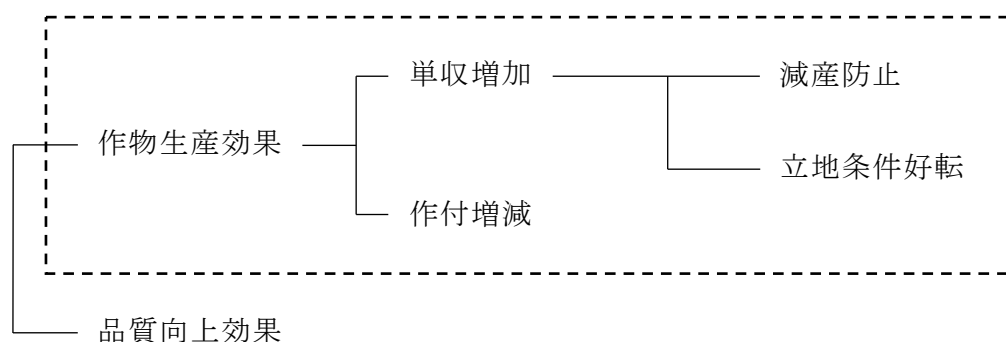 単収増加
減産防止
作物生産効果
立地条件好転
作付増減
品質向上効果